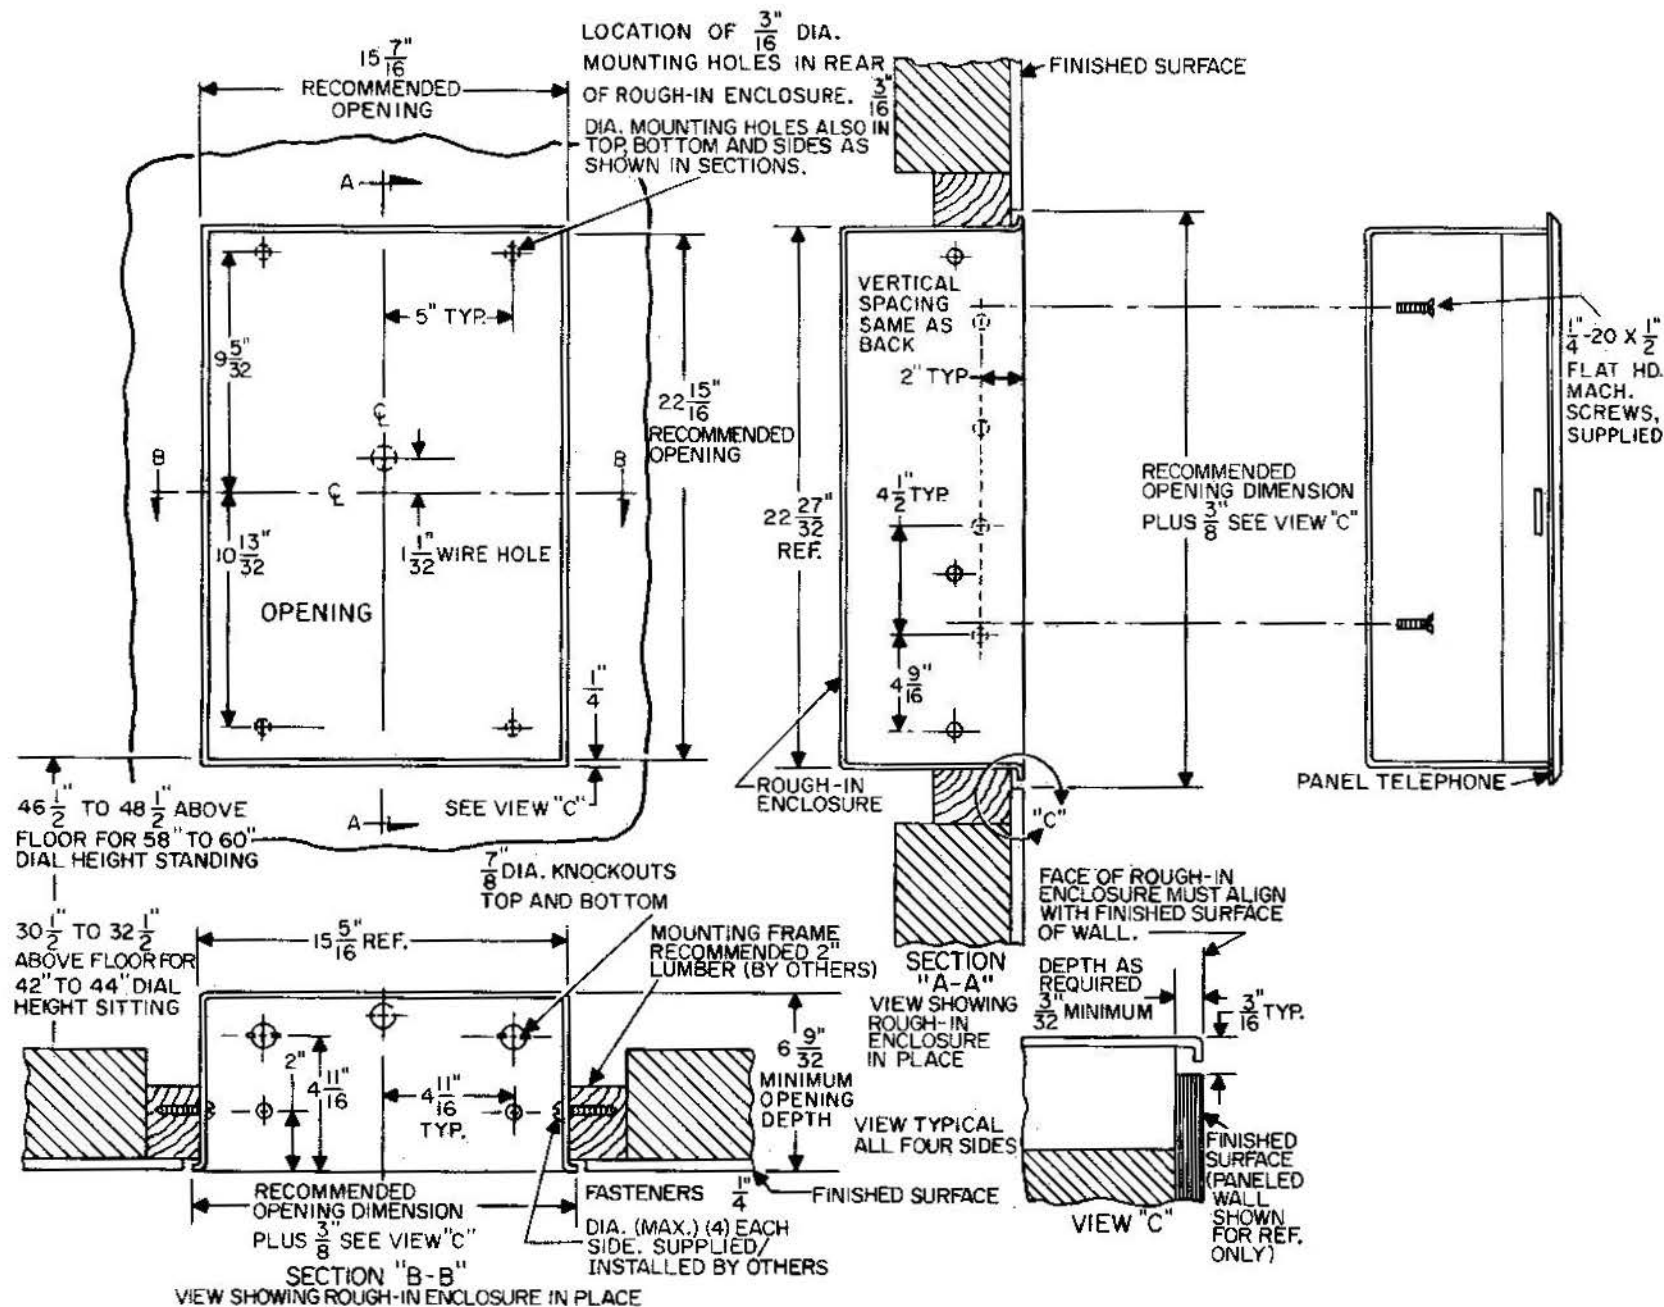 15 7/16"
RECOMMENDED
OPENING
LOCATION OF 3/16" DIA.
MOUNTING HOLES IN REAR
OF ROUGH-IN ENCLOSURE. 3/16"
DIA. MOUNTING HOLES ALSO IN
TOP, BOTTOM AND SIDES AS
SHOWN IN SECTIONS.
FINISHED SURFACE
A
5" TYP.
9 5/32"
℄
B
℄
B
10 13/32"
1 1/32" WIRE HOLE
OPENING
22 15/16"
RECOMMENDED
OPENING
1/4"
SEE VIEW "C"
A
VERTICAL
SPACING
SAME AS
BACK
2" TYP
4 1/2" TYP.
22 27/32"
REF.
4 9/16"
ROUGH-IN
ENCLOSURE
"C"
RECOMMENDED
OPENING DIMENSION
PLUS 3/8" SEE VIEW "C"
1/4-20 X 1/2"
FLAT HD.
MACH.
SCREWS,
SUPPLIED
PANEL TELEPHONE
46 1/2" TO 48 1/2" ABOVE
FLOOR FOR 58" TO 60"
DIAL HEIGHT STANDING
30 1/2" TO 32 1/2"
ABOVE FLOOR FOR
42" TO 44" DIAL
HEIGHT SITTING
7/8" DIA. KNOCKOUTS
TOP AND BOTTOM
15 5/16" REF.
MOUNTING FRAME
RECOMMENDED 2"
LUMBER (BY OTHERS)
2"
4 11/16"
4 11/16"
TYP.
6 9/32"
MINIMUM
OPENING
DEPTH
RECOMMENDED
OPENING DIMENSION
PLUS 3/8" SEE VIEW "C"
SECTION "B-B"
VIEW SHOWING ROUGH-IN ENCLOSURE IN PLACE
FASTENERS 1/4"
DIA. (MAX.) (4) EACH
SIDE. SUPPLIED/
INSTALLED BY OTHERS
FINISHED SURFACE
SECTION
"A-A"
VIEW SHOWING
ROUGH-IN
ENCLOSURE
IN PLACE
FACE OF ROUGH-IN
ENCLOSURE MUST ALIGN
WITH FINISHED SURFACE
OF WALL.
DEPTH AS
REQUIRED
3/32" MINIMUM
3/16" TYP.
VIEW TYPICAL
ALL FOUR SIDES
VIEW "C"
FINISHED
SURFACE
(PANELED
WALL
SHOWN
FOR REF.
ONLY)